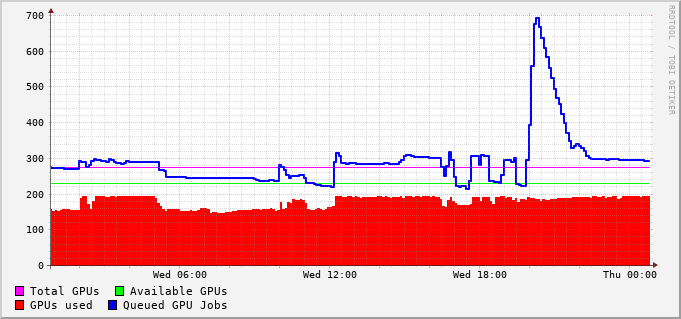 700
600
500
400
300
200
100
0
Wed 06:00 Wed 12:00 Wed 18:00 Thu 00:00
Total GPUs Available GPUs
GPUs used Queued GPU Jobs
RRDTOOL / TOBI OETIKER